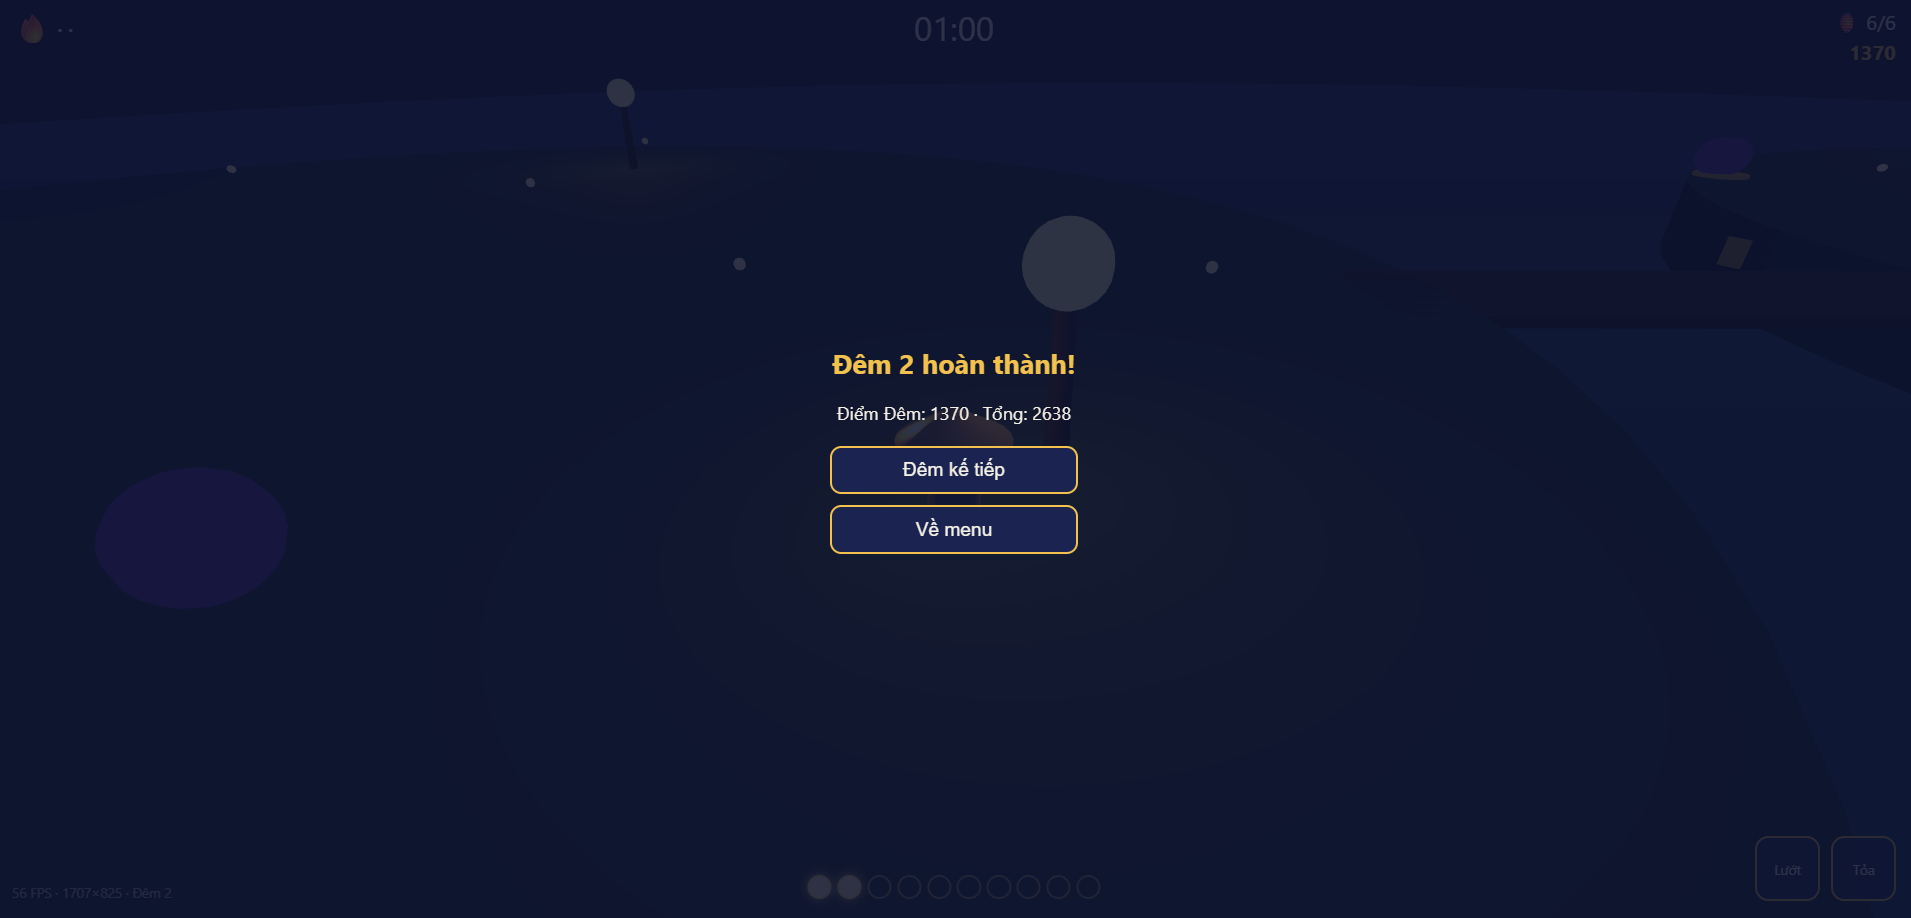 01:00
6/6
1370
Đêm 2 hoàn thành!
Điểm Đêm: 1370 · Tổng: 2638
Đêm kế tiếp
Về menu
56 FPS · 1707×825 · Đêm 2
Lướt
Tỏa